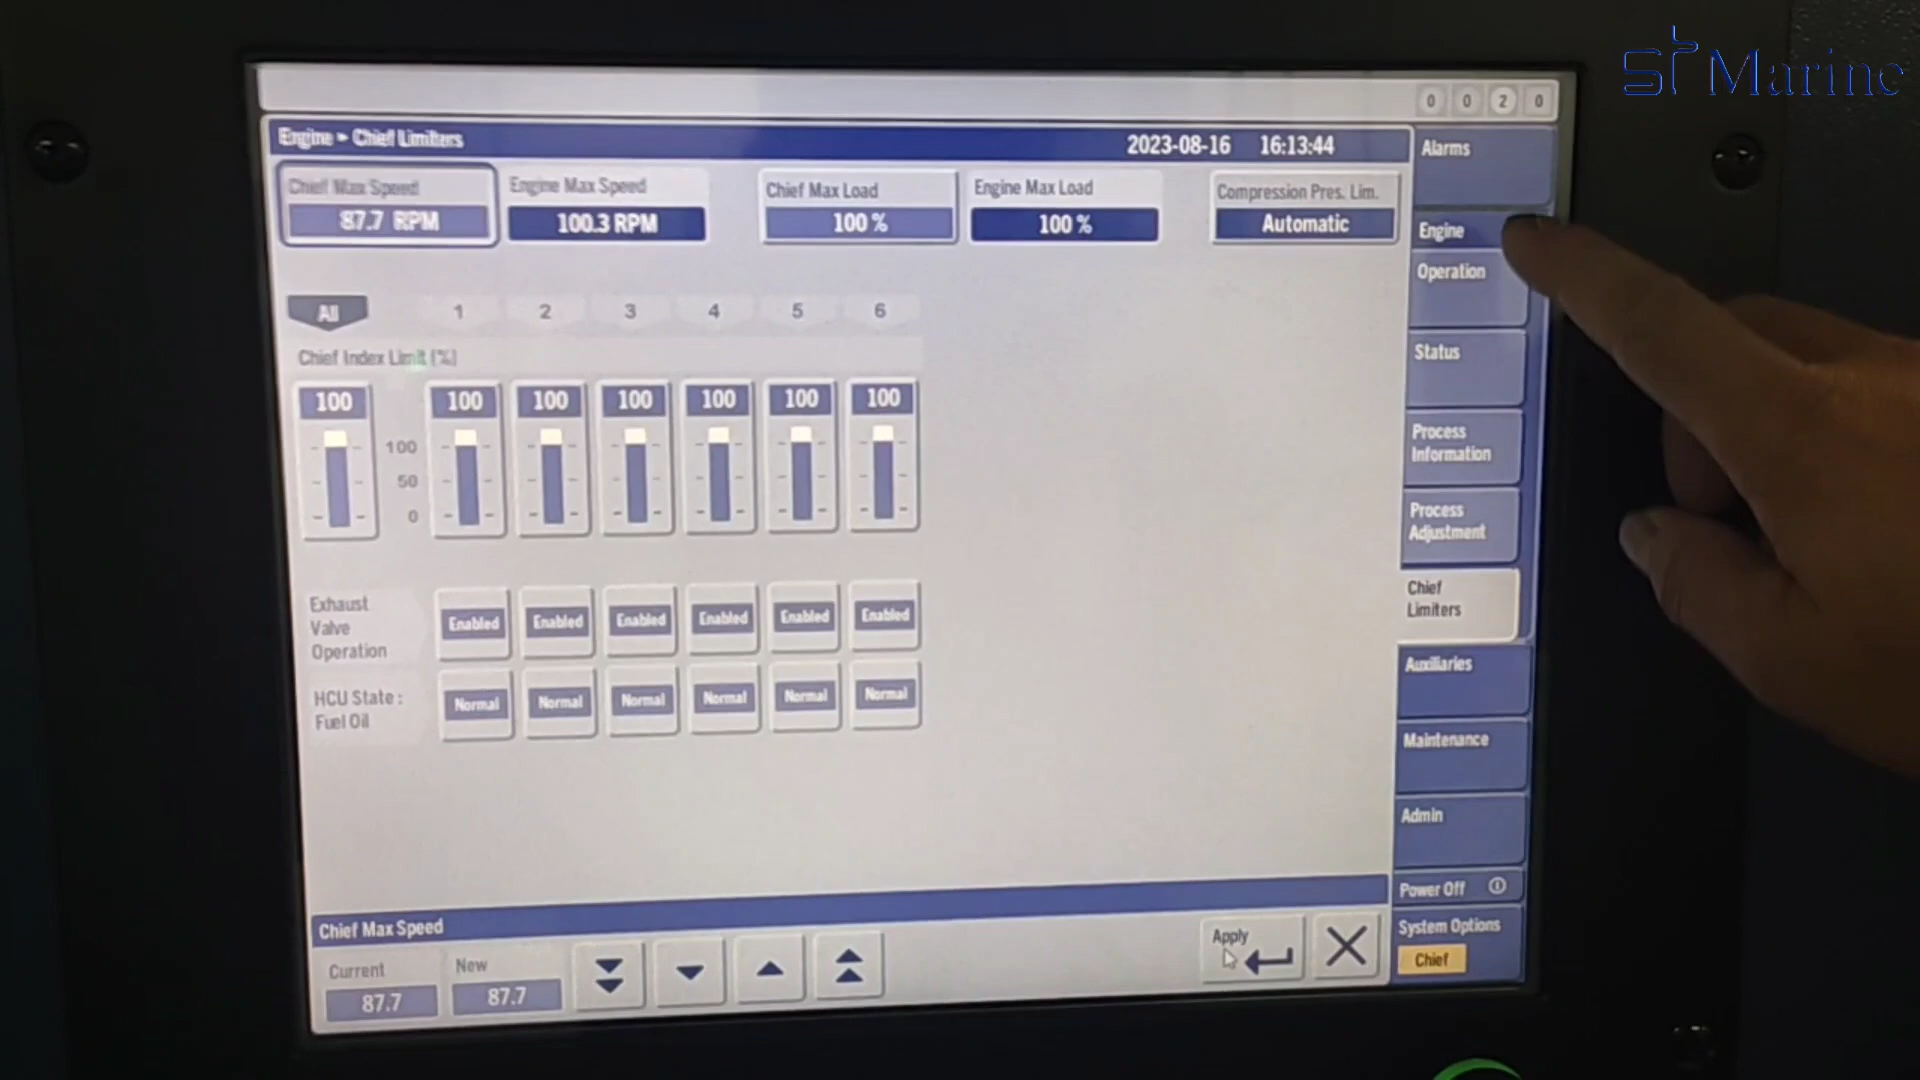 ST Marine
0 0 2 0
Engine ► Chief Limiters
2023-08-16 16:13:44
Alarms
Chief Max Speed
87.7 RPM
Engine Max Speed
100.3 RPM
Chief Max Load
100 %
Engine Max Load
100 %
Compression Pres. Lim.
Automatic
Engine
Operation
Status
Process
Information
Process
Adjustment
Chief
Limiters
Auxiliaries
Maintenance
Admin
Power Off
System Options
Chief
All 1 2 3 4 5 6
Chief Index Limit [%]
100 100 100 100 100 100 100
100
50
0
Exhaust
Valve
Operation
Enabled Enabled Enabled Enabled Enabled Enabled
HCU State :
Fuel Oil
Normal Normal Normal Normal Normal Normal
Chief Max Speed
Current
87.7
New
87.7
Apply